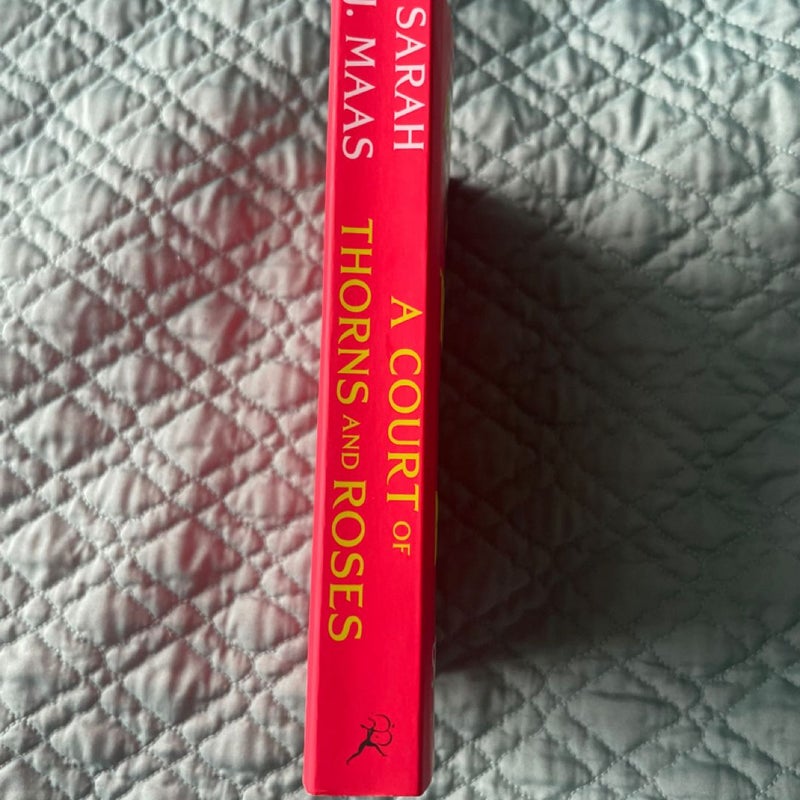 SARAH
J. MAAS
A COURT OF
THORNS AND ROSES